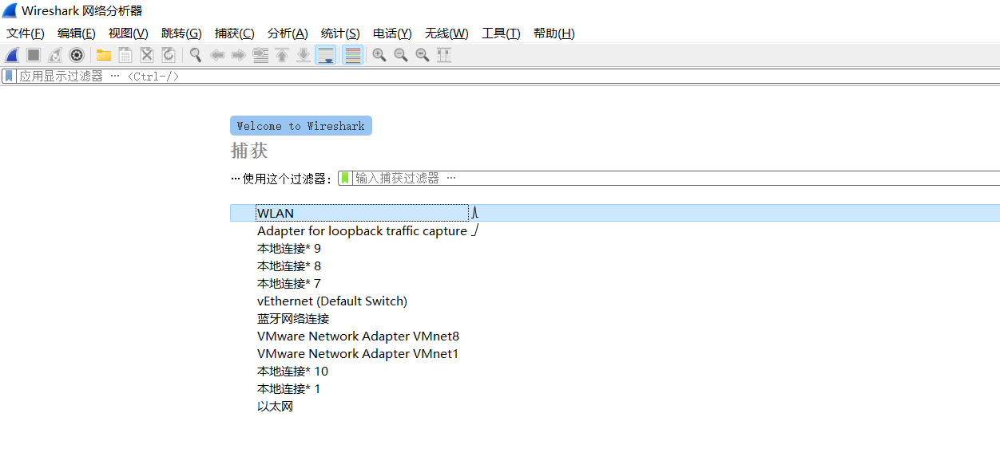 Wireshark 网络分析器
文件(F) 编辑(E) 视图(V) 跳转(G) 捕获(C) 分析(A) 统计(S) 电话(Y) 无线(W) 工具(T) 帮助(H)
应用显示过滤器 … <Ctrl-/>
Welcome to Wireshark
捕获
…使用这个过滤器： 输入捕获过滤器 …
WLAN
Adapter for loopback traffic capture
本地连接* 9
本地连接* 8
本地连接* 7
vEthernet (Default Switch)
蓝牙网络连接
VMware Network Adapter VMnet8
VMware Network Adapter VMnet1
本地连接* 10
本地连接* 1
以太网